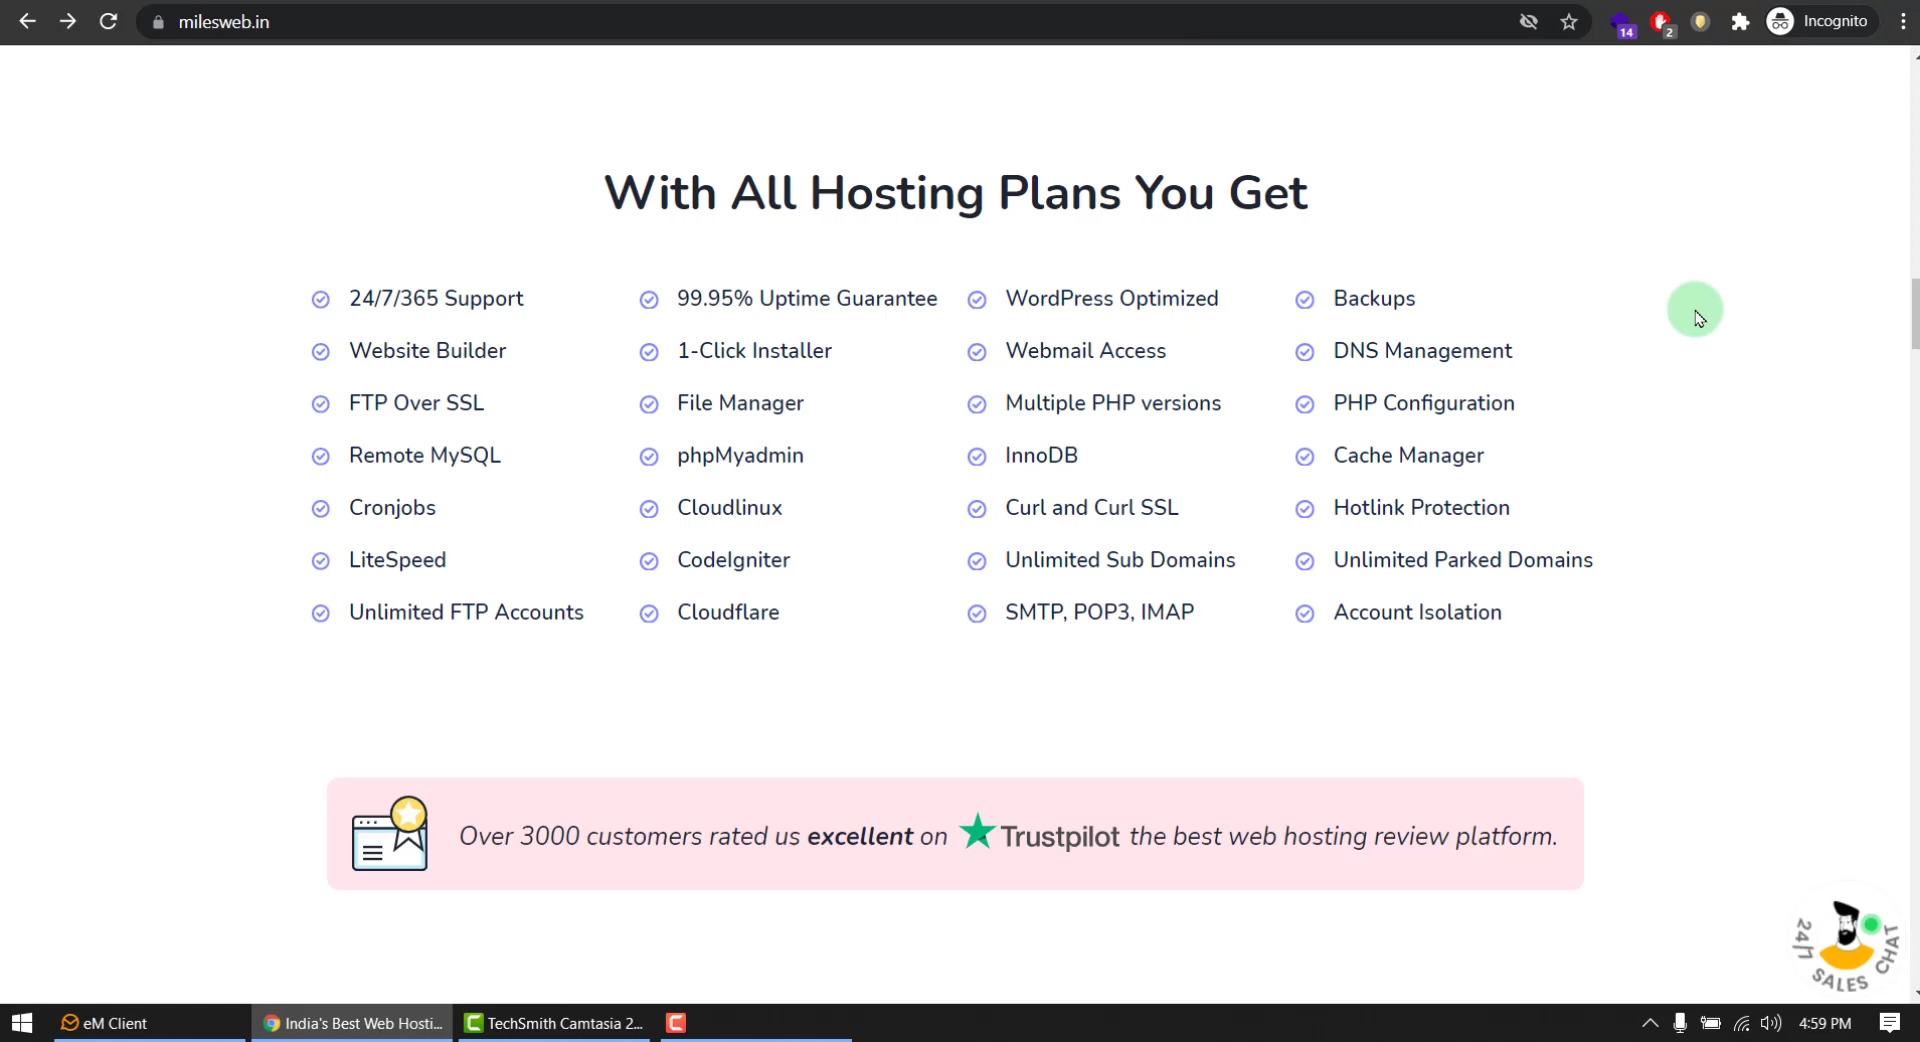 milesweb.in
14
2
Incognito
With All Hosting Plans You Get
24/7/365 Support
99.95% Uptime Guarantee
WordPress Optimized
Backups
Website Builder
1-Click Installer
Webmail Access
DNS Management
FTP Over SSL
File Manager
Multiple PHP versions
PHP Configuration
Remote MySQL
phpMyadmin
InnoDB
Cache Manager
Cronjobs
Cloudlinux
Curl and Curl SSL
Hotlink Protection
LiteSpeed
CodeIgniter
Unlimited Sub Domains
Unlimited Parked Domains
Unlimited FTP Accounts
Cloudflare
SMTP, POP3, IMAP
Account Isolation
Over 3000 customers rated us excellent on Trustpilot the best web hosting review platform.
24/7 SALES CHAT
eM Client
India's Best Web Hosti...
TechSmith Camtasia 2...
4:59 PM